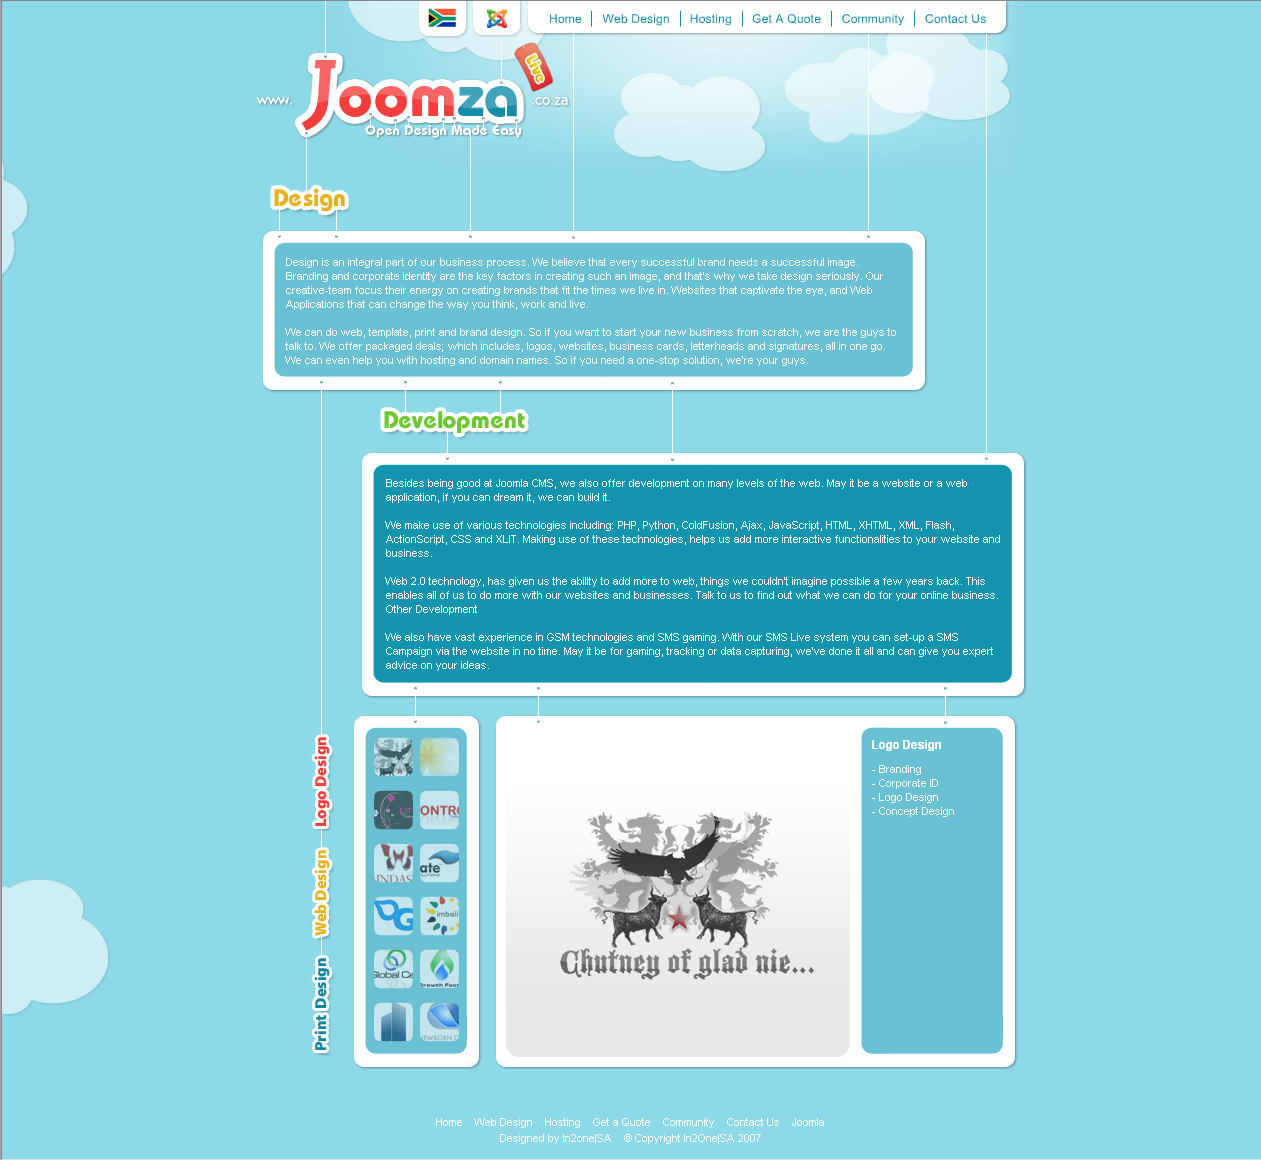 Home Web Design Hosting Get A Quote Community Contact Us
www. Joomza .co.za
Live
Open Design Made Easy
Design
Design is an integral part of our business process. We believe that every successful brand needs a successful image.
Branding and corporate identity are the key factors in creating such an image, and that's why we take design seriously. Our
creative-team focus their energy on creating brands that fit the times we live in. Websites that captivate the eye, and Web
Applications that can change the way you think, work and live.
We can do web, template, print and brand design. So if you want to start your new business from scratch, we are the guys to
talk to. We offer packaged deals; which includes, logos, websites, business cards, letterheads and signatures, all in one go.
We can even help you with hosting and domain names. So if you need a one-stop solution, we're your guys.
Development
Besides being good at Joomla CMS, we also offer development on many levels of the web. May it be a website or a web
application, if you can dream it, we can build it.
We make use of various technologies including: PHP, Python, ColdFusion, Ajax, JavaScript, HTML, XHTML, XML, Flash,
ActionScript, CSS and XLIT. Making use of these technologies, helps us add more interactive functionalities to your website and
business.
Web 2.0 technology, has given us the ability to add more to web, things we couldn't imagine possible a few years back. This
enables all of us to do more with our websites and businesses. Talk to us to find out what we can do for your online business.
Other Development
We also have vast experience in GSM technologies and SMS gaming. With our SMS Live system you can set-up a SMS
Campaign via the website in no time. May it be for gaming, tracking or data capturing, we've done it all and can give you expert
advice on your ideas.
Logo Design
Web Design
Print Design
ONTR
INDAS
ate
DG
imbali
Global Ce
Growth Fact
NEWBORN
Chutney of glad nie...
Logo Design
- Branding
- Corporate ID
- Logo Design
- Concept Design
Home Web Design Hosting Get a Quote Community Contact Us Joomla
Designed by In2one|SA © Copyright In2One|SA 2007